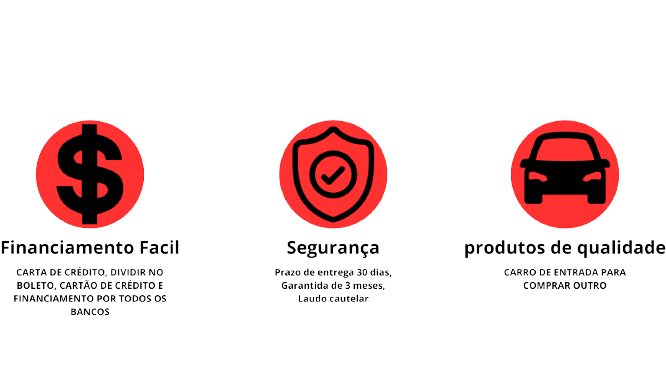 Financiamento Facil
CARTA DE CRÉDITO, DIVIDIR NO
BOLETO, CARTÃO DE CRÉDITO E
FINANCIAMENTO POR TODOS OS
BANCOS
Segurança
Prazo de entrega 30 dias,
Garantida de 3 meses,
Laudo cautelar
produtos de qualidade
CARRO DE ENTRADA PARA
COMPRAR OUTRO